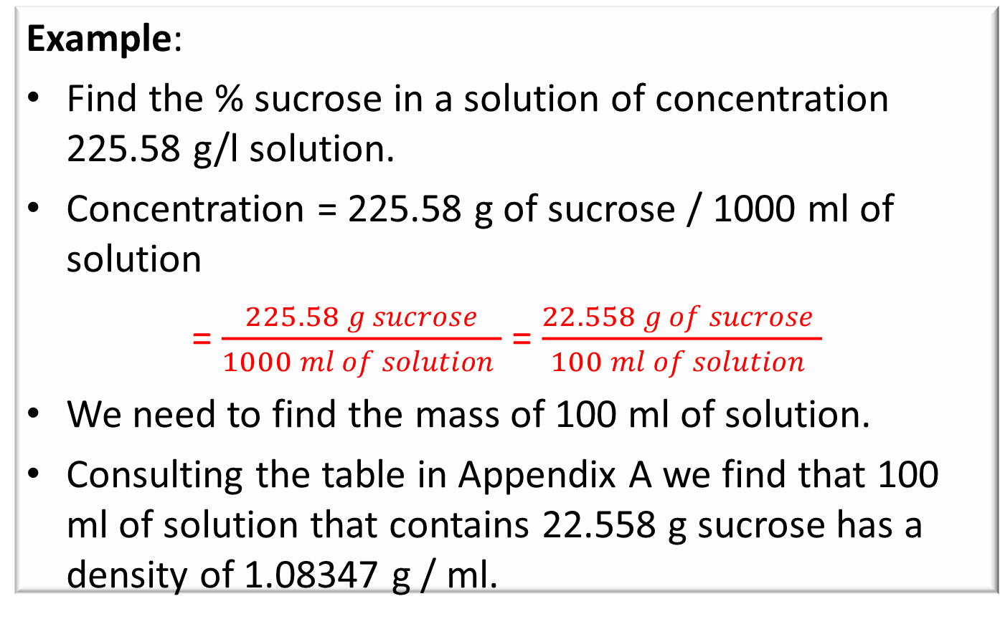 Example:
• Find the % sucrose in a solution of concentration
225.58 g/l solution.
• Concentration = 225.58 g of sucrose / 1000 ml of
solution
= 225.58 g sucrose / 1000 ml of solution = 22.558 g of sucrose / 100 ml of solution
• We need to find the mass of 100 ml of solution.
• Consulting the table in Appendix A we find that 100
ml of solution that contains 22.558 g sucrose has a
density of 1.08347 g / ml.